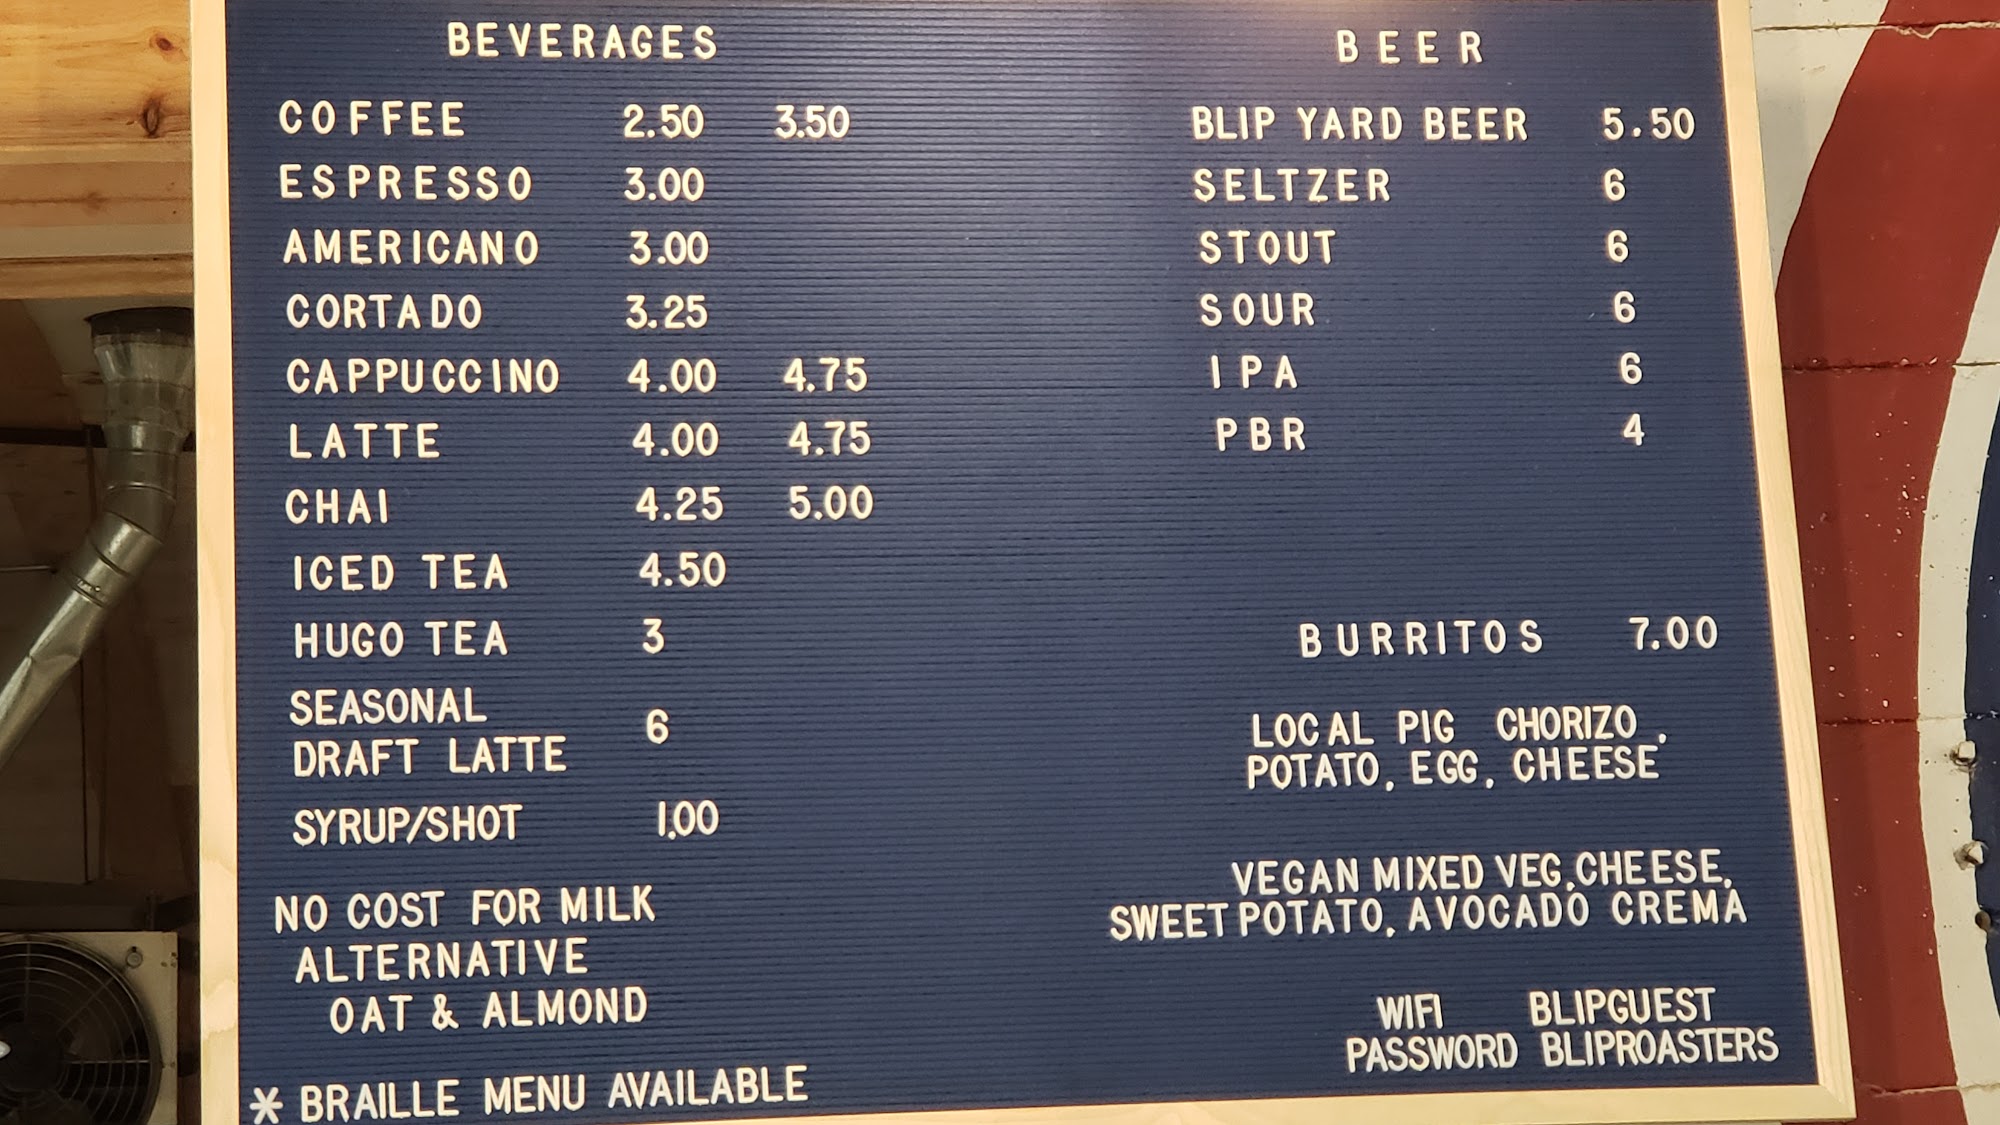 BEVERAGES
COFFEE 2.50 3.50
ESPRESSO 3.00
AMERICANO 3.00
CORTADO 3.25
CAPPUCCINO 4.00 4.75
LATTE 4.00 4.75
CHAI 4.25 5.00
ICED TEA 4.50
HUGO TEA 3
SEASONAL
DRAFT LATTE 6
SYRUP/SHOT 1.00
NO COST FOR MILK
ALTERNATIVE
OAT & ALMOND
* BRAILLE MENU AVAILABLE
BEER
BLIP YARD BEER 5.50
SELTZER 6
STOUT 6
SOUR 6
IPA 6
PBR 4
BURRITOS 7.00
LOCAL PIG CHORIZO,
POTATO, EGG, CHEESE
VEGAN MIXED VEG,CHEESE,
SWEET POTATO, AVOCADO CREMA
WIFI BLIPGUEST
PASSWORD BLIPROASTERS